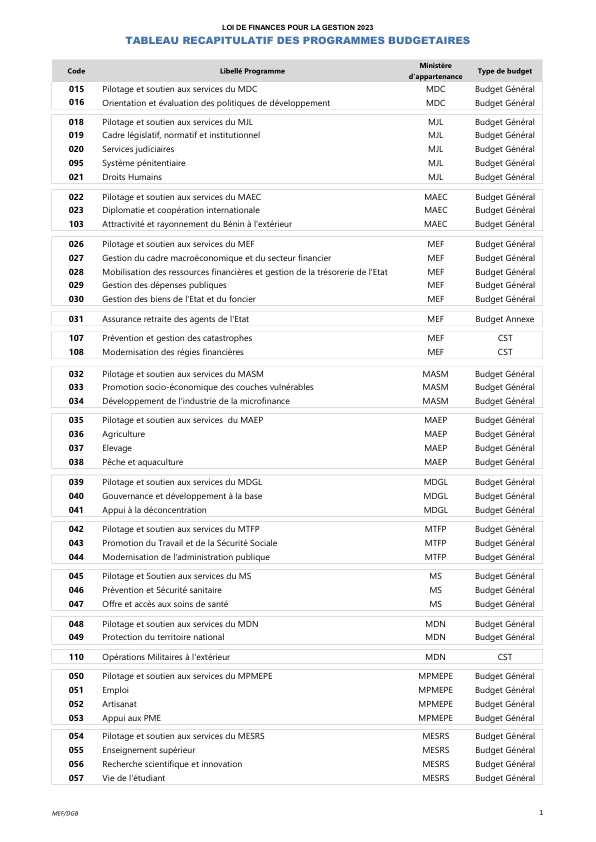 LOI DE FINANCES POUR LA GESTION 2023
TABLEAU RECAPITULATIF DES PROGRAMMES BUDGETAIRES
Code Libellé Programme Ministère d'appartenance Type de budget
015 Pilotage et soutien aux services du MDC MDC Budget Général
016 Orientation et évaluation des politiques de développement MDC Budget Général
018 Pilotage et soutien aux services du MJL MJL Budget Général
019 Cadre législatif, normatif et institutionnel MJL Budget Général
020 Services judiciaires MJL Budget Général
095 Système pénitentiaire MJL Budget Général
021 Droits Humains MJL Budget Général
022 Pilotage et soutien aux services du MAEC MAEC Budget Général
023 Diplomatie et coopération internationale MAEC Budget Général
103 Attractivité et rayonnement du Bénin à l'extérieur MAEC Budget Général
026 Pilotage et soutien aux services du MEF MEF Budget Général
027 Gestion du cadre macroéconomique et du secteur financier MEF Budget Général
028 Mobilisation des ressources financières et gestion de la trésorerie de l'Etat MEF Budget Général
029 Gestion des dépenses publiques MEF Budget Général
030 Gestion des biens de l'Etat et du foncier MEF Budget Général
031 Assurance retraite des agents de l'Etat MEF Budget Annexe
107 Prévention et gestion des catastrophes MEF CST
108 Modernisation des régies financières MEF CST
032 Pilotage et soutien aux services du MASM MASM Budget Général
033 Promotion socio-économique des couches vulnérables MASM Budget Général
034 Développement de l'industrie de la microfinance MASM Budget Général
035 Pilotage et soutien aux services du MAEP MAEP Budget Général
036 Agriculture MAEP Budget Général
037 Elevage MAEP Budget Général
038 Pêche et aquaculture MAEP Budget Général
039 Pilotage et soutien aux services du MDGL MDGL Budget Général
040 Gouvernance et développement à la base MDGL Budget Général
041 Appui à la déconcentration MDGL Budget Général
042 Pilotage et soutien aux services du MTFP MTFP Budget Général
043 Promotion du Travail et de la Sécurité Sociale MTFP Budget Général
044 Modernisation de l'administration publique MTFP Budget Général
045 Pilotage et Soutien aux services du MS MS Budget Général
046 Prévention et Sécurité sanitaire MS Budget Général
047 Offre et accès aux soins de santé MS Budget Général
048 Pilotage et soutien aux services du MDN MDN Budget Général
049 Protection du territoire national MDN Budget Général
110 Opérations Militaires à l'extérieur MDN CST
050 Pilotage et soutien aux services du MPMEPE MPMEPE Budget Général
051 Emploi MPMEPE Budget Général
052 Artisanat MPMEPE Budget Général
053 Appui aux PME MPMEPE Budget Général
054 Pilotage et soutien aux services du MESRS MESRS Budget Général
055 Enseignement supérieur MESRS Budget Général
056 Recherche scientifique et innovation MESRS Budget Général
057 Vie de l'étudiant MESRS Budget Général
MEF/DGB 1